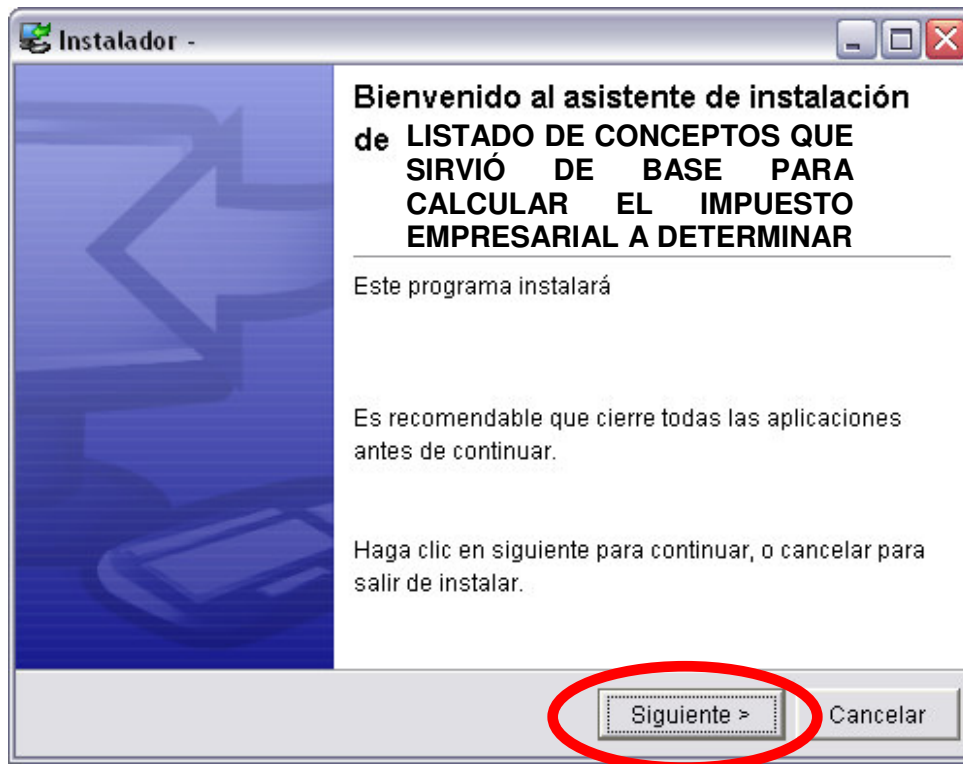 Instalador -
Bienvenido al asistente de instalación
de LISTADO DE CONCEPTOS QUE
SIRVIÓ DE BASE PARA
CALCULAR EL IMPUESTO
EMPRESARIAL A DETERMINAR
Este programa instalará
Es recomendable que cierre todas las aplicaciones
antes de continuar.
Haga clic en siguiente para continuar, o cancelar para
salir de instalar.
Siguiente > Cancelar